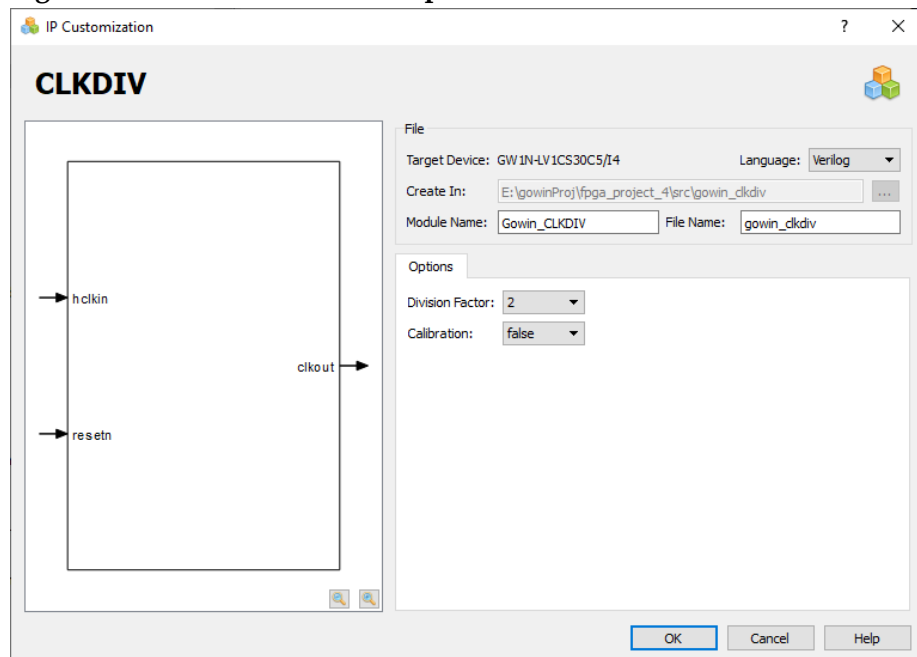 IP Customization
?
CLKDIV
hclkin
clkout
resetn
File
Target Device: GW1N-LV1CS30C5/I4 Language: Verilog
Create In: E:\gowinProj\fpga_project_4\src\gowin_clkdiv ...
Module Name: Gowin_CLKDIV File Name: gowin_clkdiv
Options
Division Factor: 2
Calibration: false
OK Cancel Help